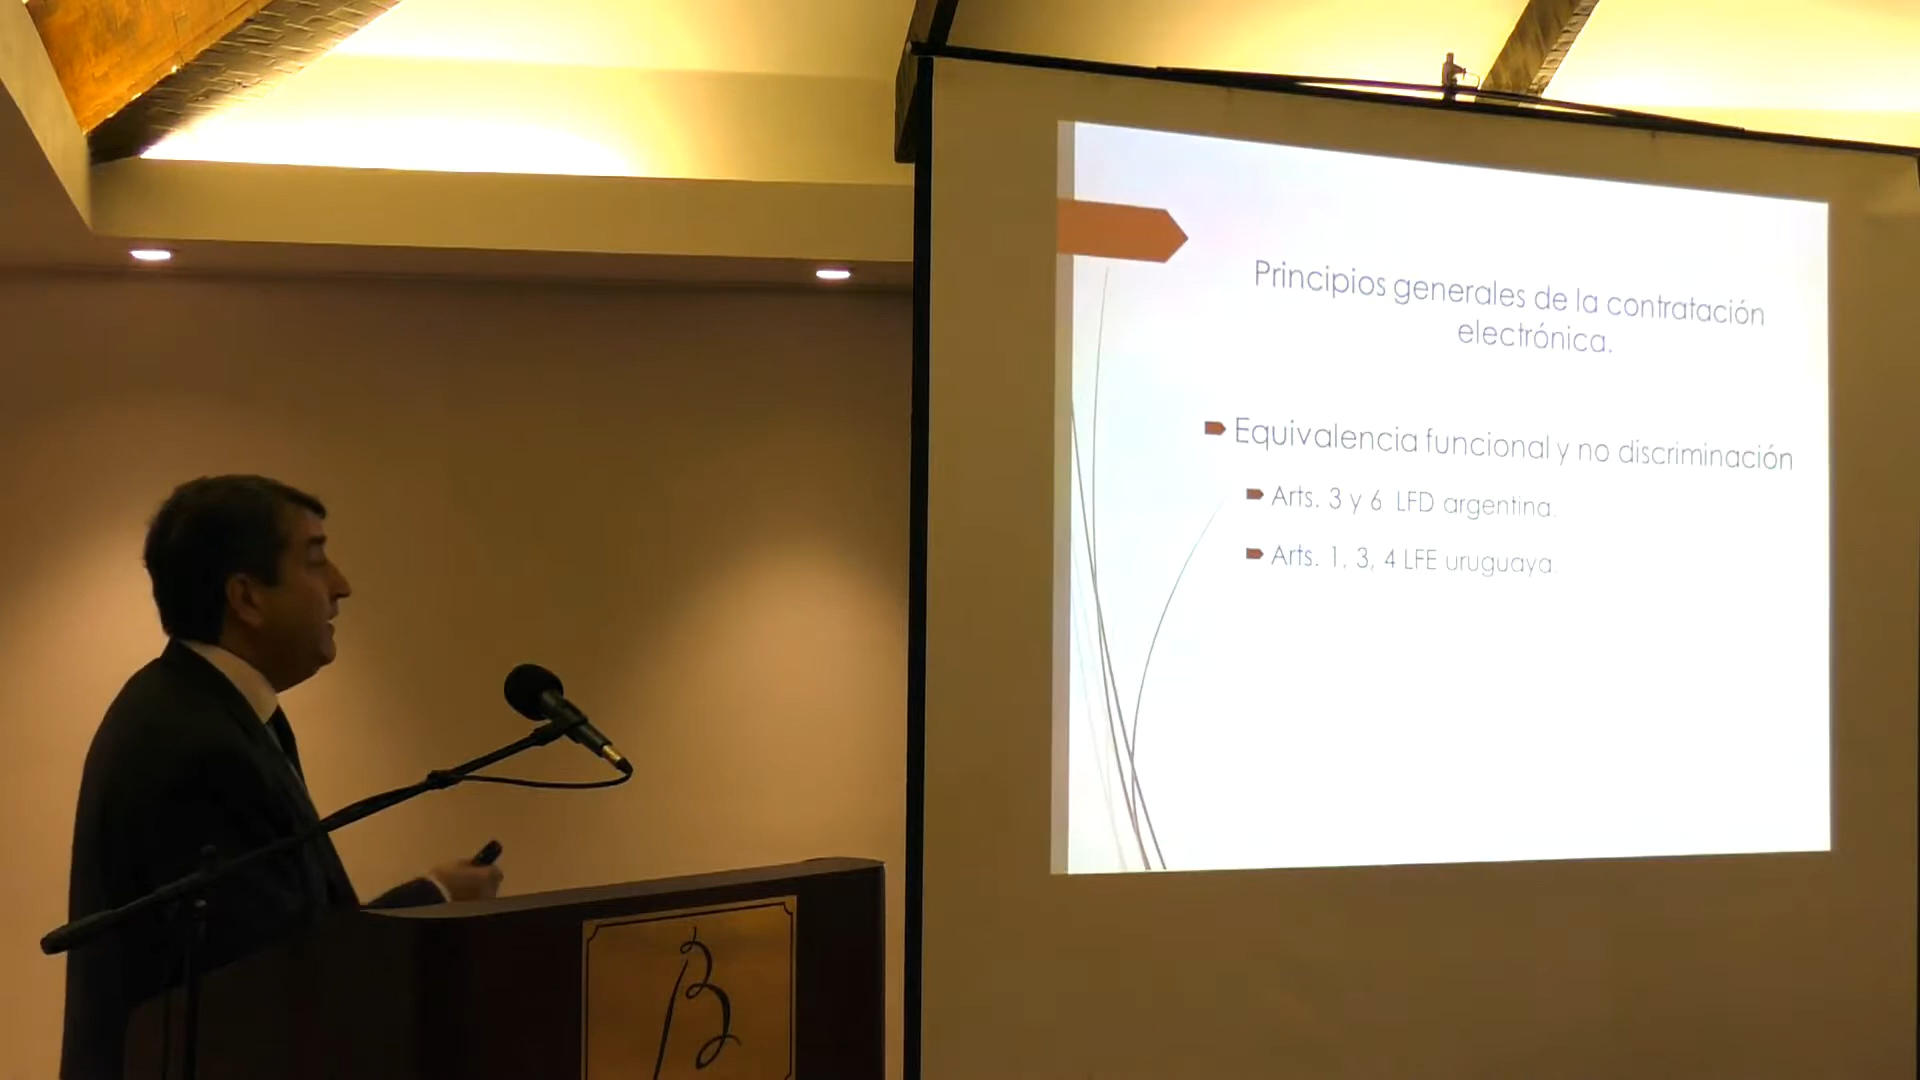 Principios generales de la contratación
electrónica.
Equivalencia funcional y no discriminación
Arts. 3 y 6 LFD argentina.
Arts. 1, 3, 4 LFE uruguaya.
B